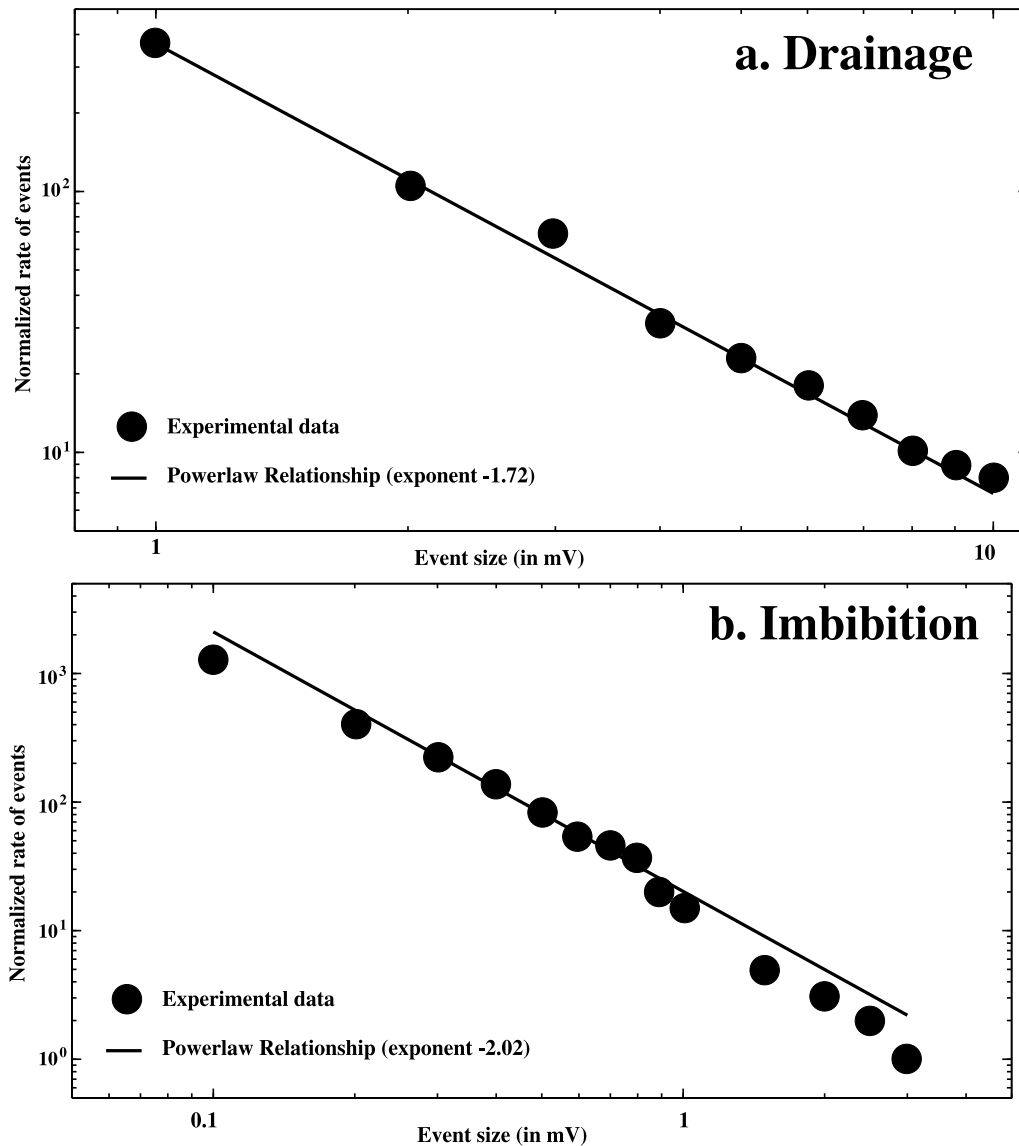 a. Drainage
Normalized rate of events
10²
10¹
Experimental data
Powerlaw Relationship (exponent -1.72)
1
10
Event size (in mV)
b. Imbibition
Normalized rate of events
10³
10²
10¹
10⁰
Experimental data
Powerlaw Relationship (exponent -2.02)
0.1
1
Event size (in mV)